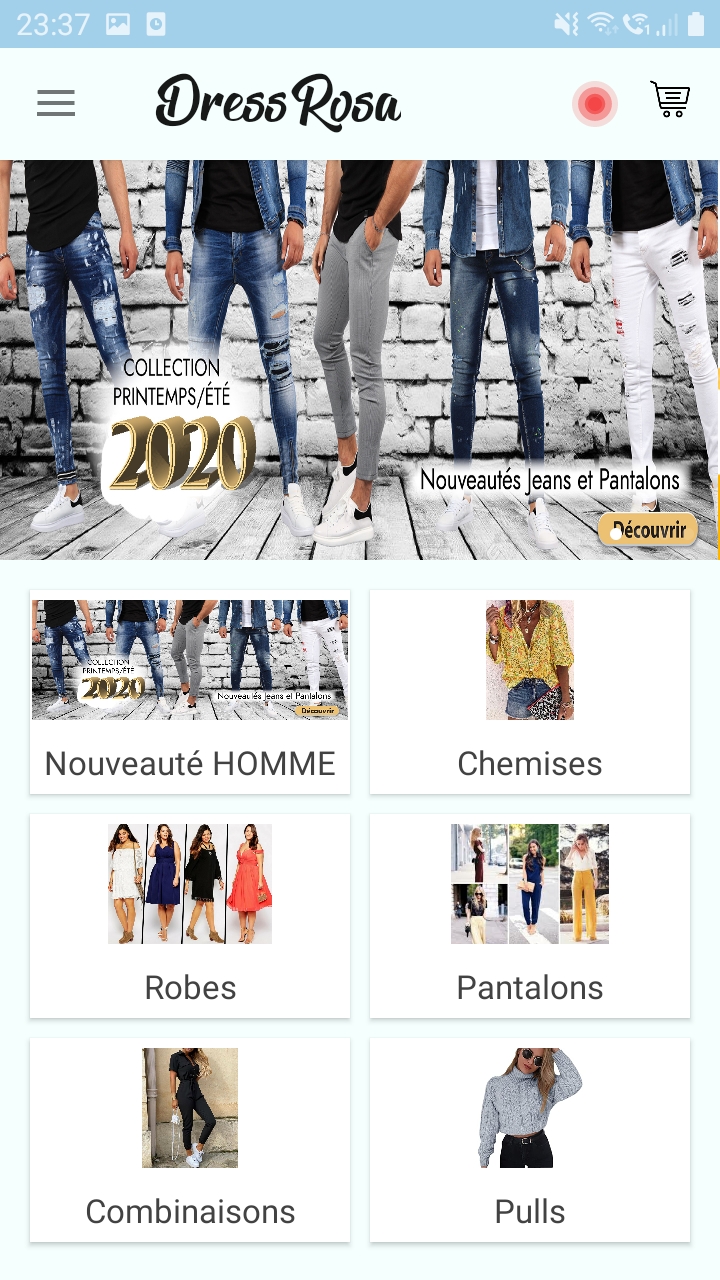 23:37
Dress Rosa
COLLECTION
PRINTEMPS/ÉTÉ
2020
Nouveautés Jeans et Pantalons
Découvrir
COLLECTION
PRINTEMPS/ÉTÉ
2020
Nouveautés Jeans et Pantalons
Découvrir
Nouveauté HOMME
Chemises
Robes
Pantalons
Combinaisons
Pulls